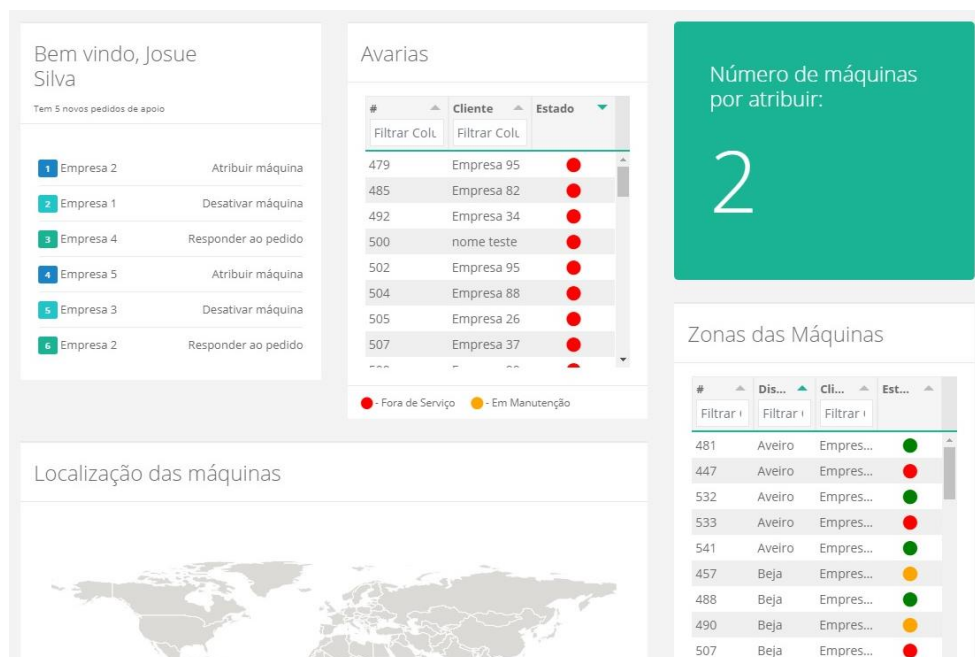 Bem vindo, Josue
Silva
Tem 5 novos pedidos de apoio
1 Empresa 2 Atribuir máquina
2 Empresa 1 Desativar máquina
3 Empresa 4 Responder ao pedido
4 Empresa 5 Atribuir máquina
5 Empresa 3 Desativar máquina
6 Empresa 2 Responder ao pedido
Avarias
# Cliente Estado
Filtrar Colu Filtrar Colu
479 Empresa 95
485 Empresa 82
492 Empresa 34
500 nome teste
502 Empresa 95
504 Empresa 88
505 Empresa 26
507 Empresa 37
- Fora de Serviço - Em Manutenção
Número de máquinas
por atribuir:
2
Zonas das Máquinas
# Dis... Cli... Est...
Filtrar Filtrar Filtrar
481 Aveiro Empres...
447 Aveiro Empres...
532 Aveiro Empres...
533 Aveiro Empres...
541 Aveiro Empres...
457 Beja Empres...
488 Beja Empres...
490 Beja Empres...
507 Beja Empres...
Localização das máquinas